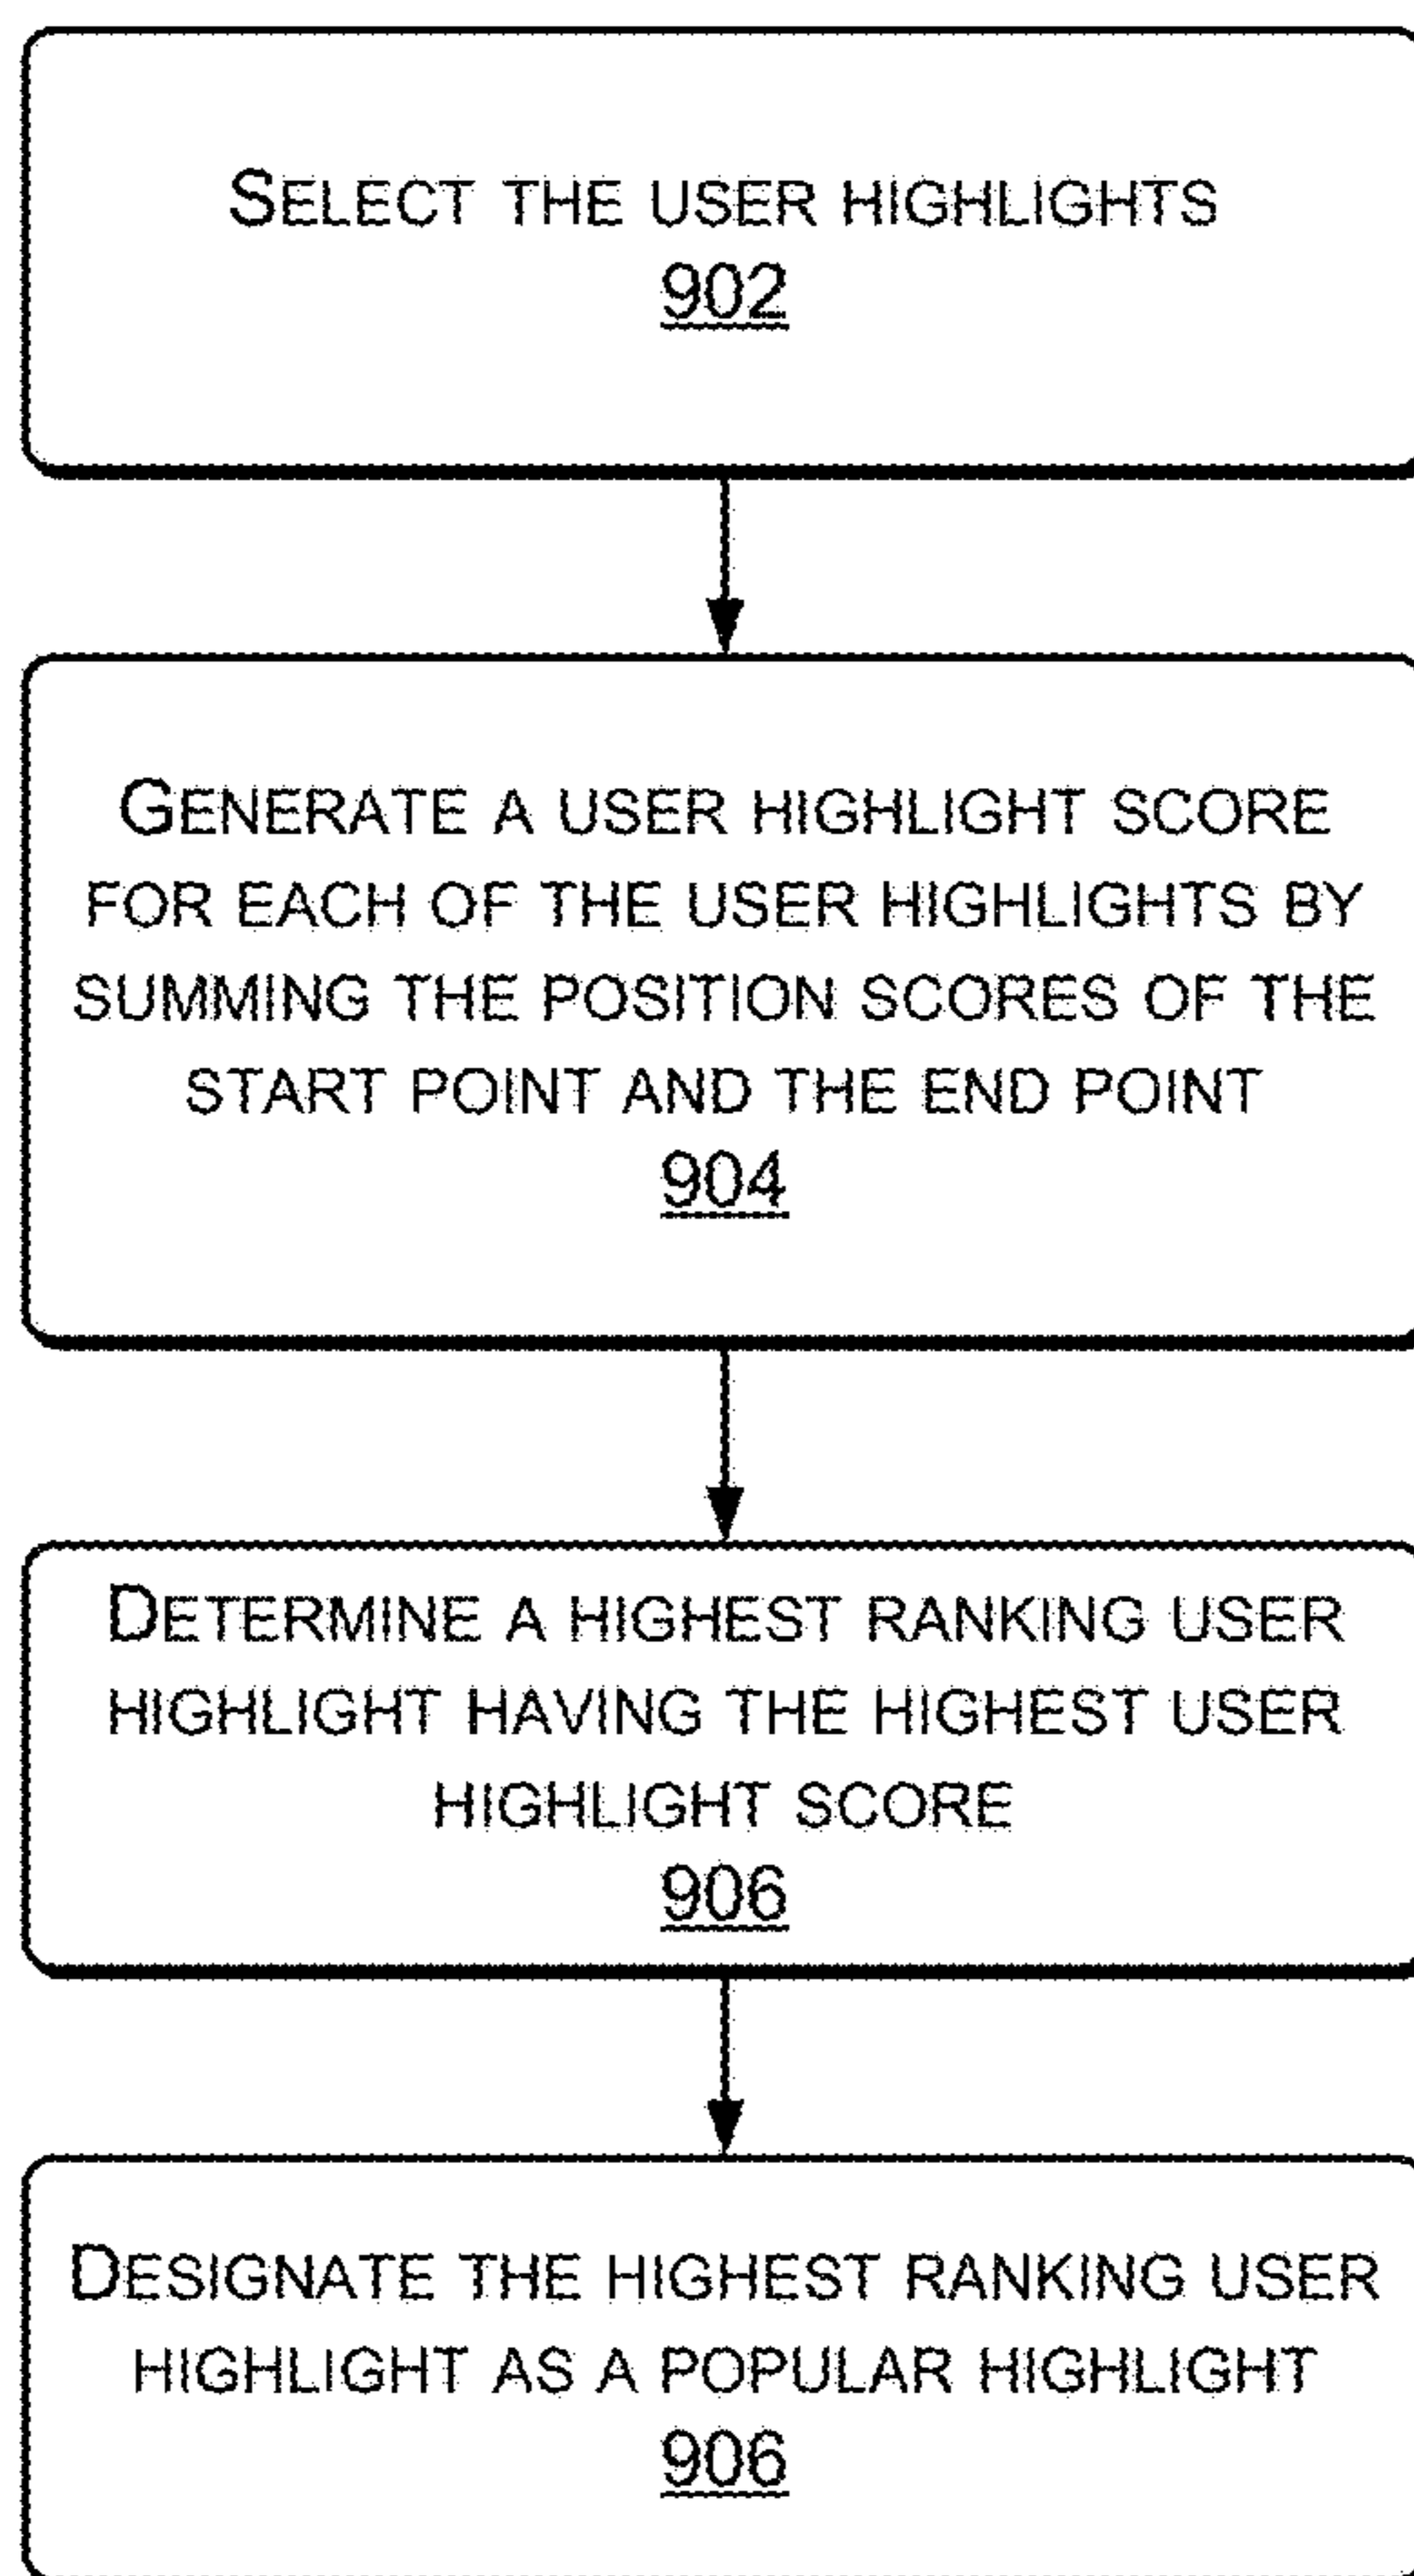 SELECT THE USER HIGHLIGHTS
902
GENERATE A USER HIGHLIGHT SCORE
FOR EACH OF THE USER HIGHLIGHTS BY
SUMMING THE POSITION SCORES OF THE
START POINT AND THE END POINT
904
DETERMINE A HIGHEST RANKING USER
HIGHLIGHT HAVING THE HIGHEST USER
HIGHLIGHT SCORE
906
DESIGNATE THE HIGHEST RANKING USER
HIGHLIGHT AS A POPULAR HIGHLIGHT
906